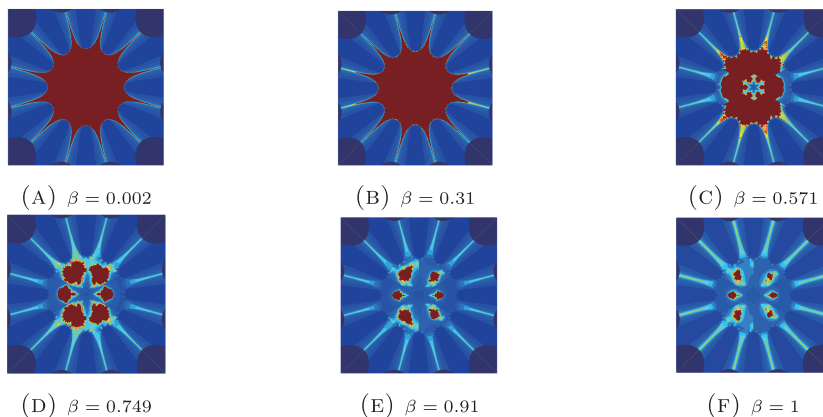 (A) β = 0.002
(B) β = 0.31
(C) β = 0.571
(D) β = 0.749
(E) β = 0.91
(F) β = 1